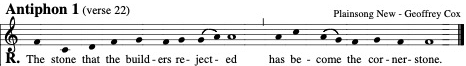 Antiphon 1 (verse 22)
Plainsong New - Geoffrey Cox
R. The stone that the build - ers re - ject - ed has be - come the cor - ner - stone.